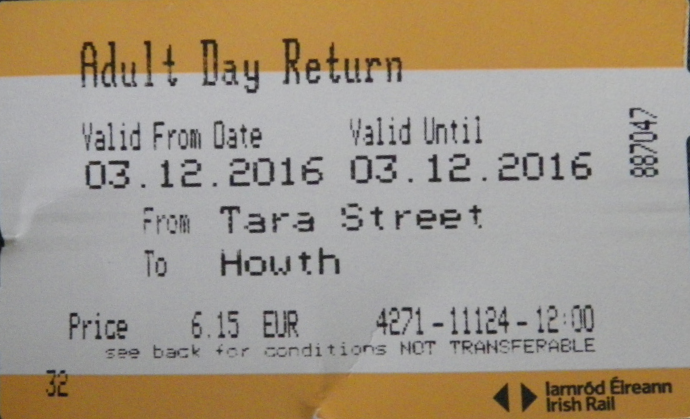 Adult Day Return
Valid From Date Valid Until
03.12.2016 03.12.2016
887047
From Tara Street
To Howth
Price 6.15 EUR 4271-11124-12:00
see back for conditions NOT TRANSFERABLE
32
Iarnród Éireann
Irish Rail